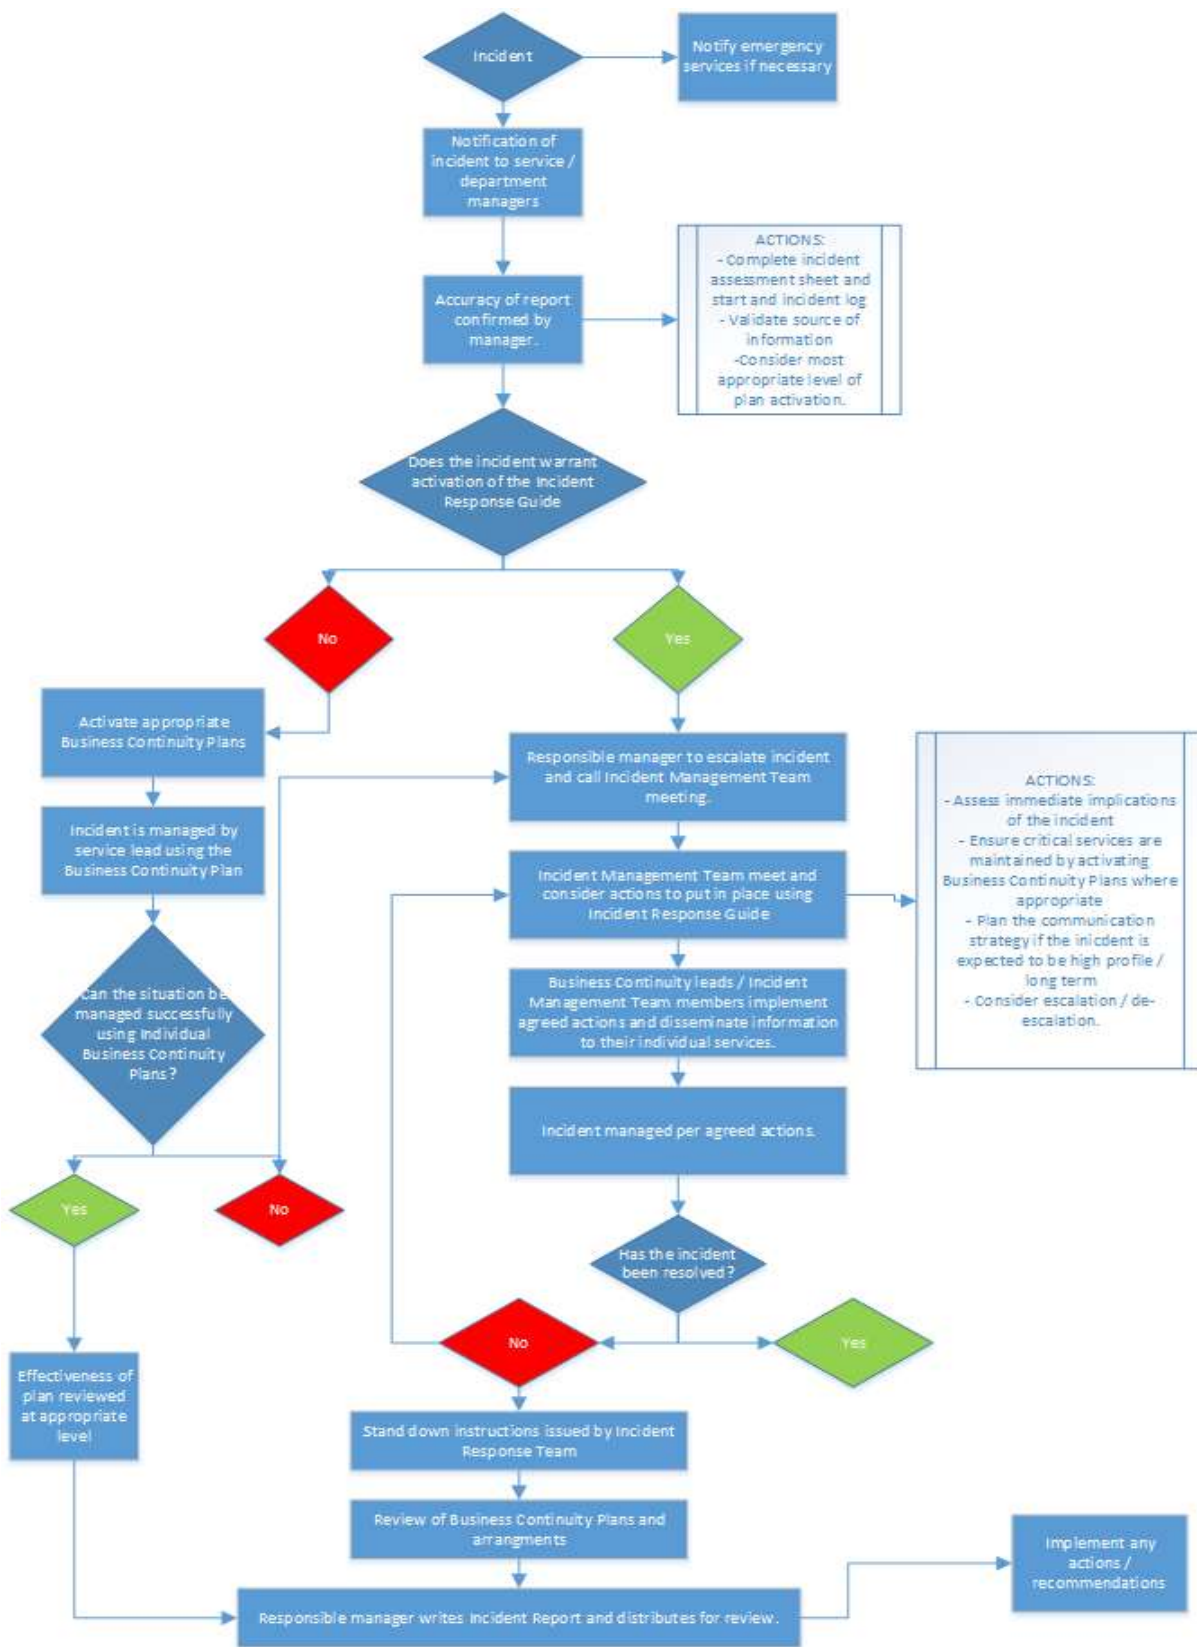 Incident
Notify emergency
services if necessary
Notification of
incident to service /
department
managers
Accuracy of report
confirmed by
manager.
ACTIONS:
- Complete incident
assessment sheet and
start and incident log
- Validate source of
information
-Consider most
appropriate level of
plan activation.
Does the incident warrant
activation of the Incident
Response Guide
No
Yes
Activate appropriate
Business Continuity Plans
Incident is managed by
service lead using the
Business Continuity Plan
Can the situation be
managed successfully
using Individual
Business Continuity
Plans?
Yes
No
Effectiveness of
plan reviewed
at appropriate
level
Responsible manager to escalate incident
and call Incident Management Team
meeting.
Incident Management Team meet and
consider actions to put in place using
Incident Response Guide
ACTIONS:
- Assess immediate implications
of the incident
- Ensure critical services are
maintained by activating
Business Continuity Plans where
appropriate
- Plan the communication
strategy if the inicdent is
expected to be high profile /
long term
- Consider escalation / de-
escalation.
Business Continuity leads / Incident
Management Team members implement
agreed actions and disseminate information
to their individual services.
Incident managed per agreed actions.
Has the incident
been resolved?
No
Yes
Stand down instructions issued by Incident
Response Team
Review of Business Continuity Plans and
arrangments
Responsible manager writes Incident Report and distributes for review.
Implement any
actions /
recommendations